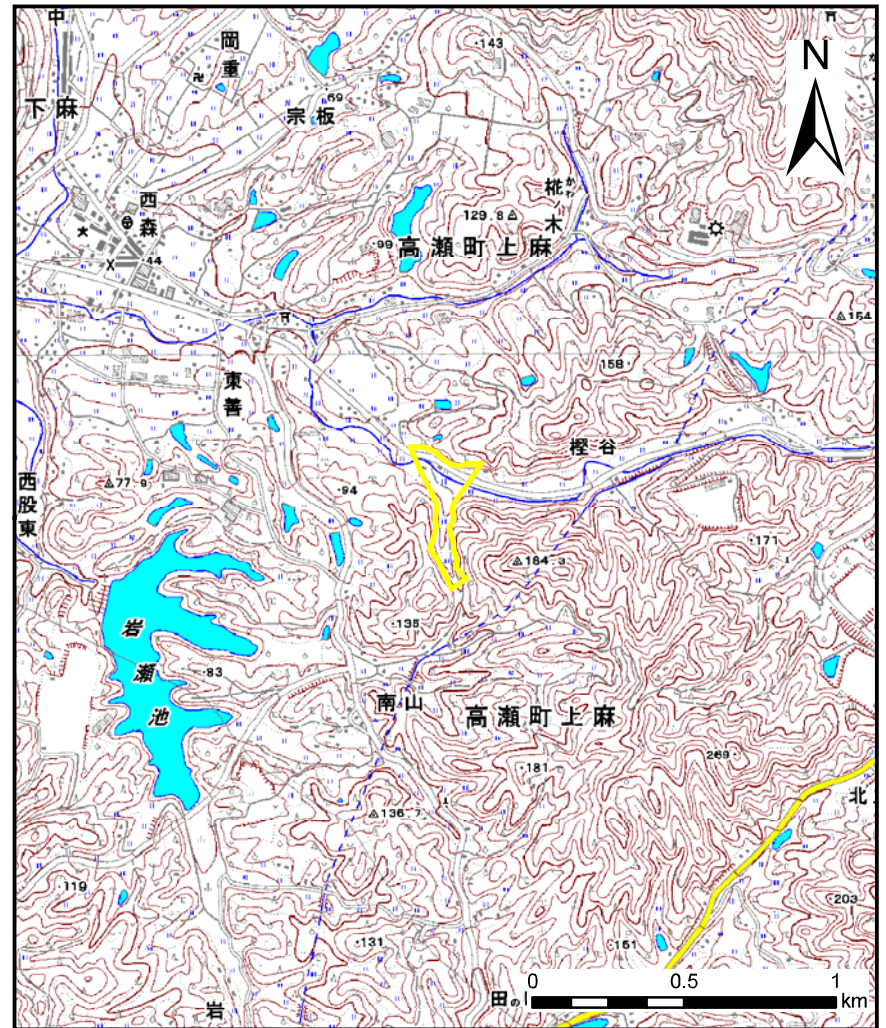 中
岡重
·143
N
下麻
宗板
·69
椛ノ木
かわ
西森
129.8
·99
高瀬町上麻
·44
154
158·
東善
樫谷
77.9
·94
西股東
·171
184.3
岩瀬池
·135
·83
南山
高瀬町上麻
269·
·181
北
136.7
·119
·203
·131
·151
田の
岩
0 0.5 1
km